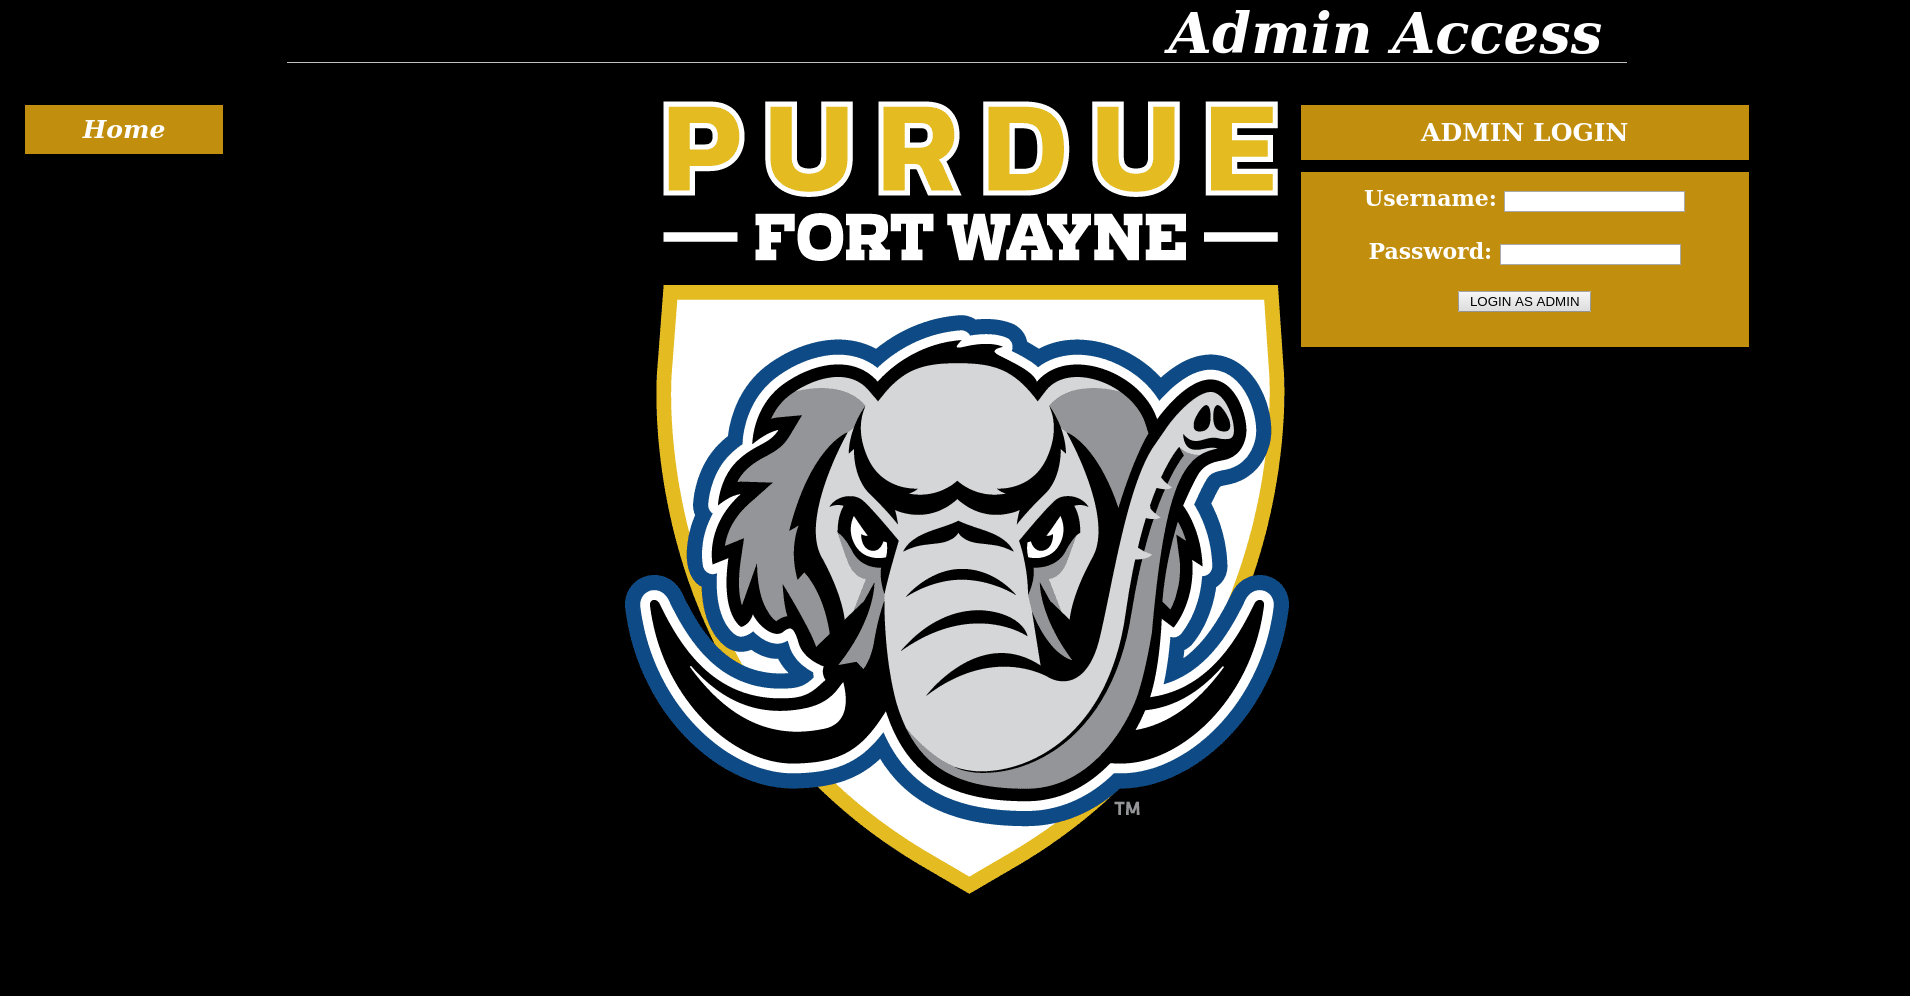 Admin Access
Home
PURDUE
FORT WAYNE
TM
ADMIN LOGIN
Username:
Password:
LOGIN AS ADMIN